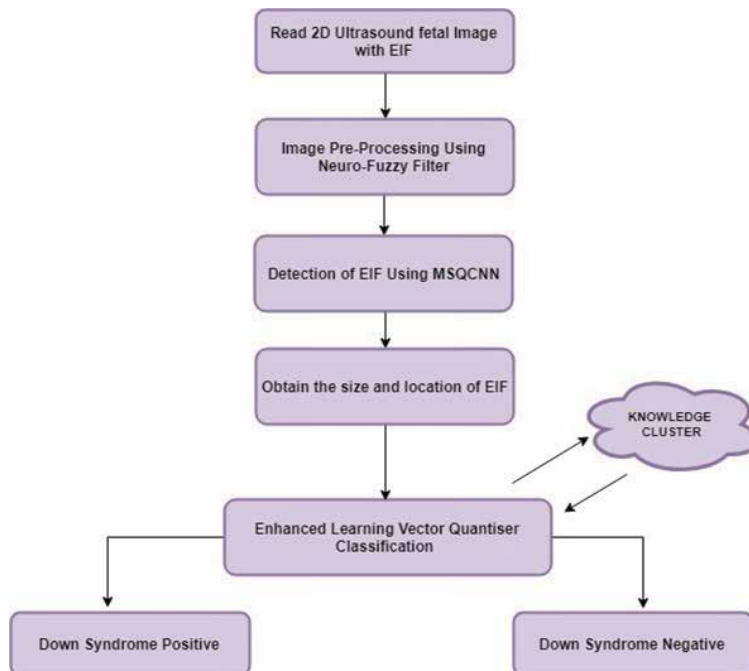 Read 2D Ultrasound fetal Image
with EIF
Image Pre-Processing Using
Neuro-Fuzzy Filter
Detection of EIF Using MSQCNN
Obtain the size and location of EIF
KNOWLEDGE
CLUSTER
Enhanced Learning Vector Quantiser
Classification
Down Syndrome Positive
Down Syndrome Negative